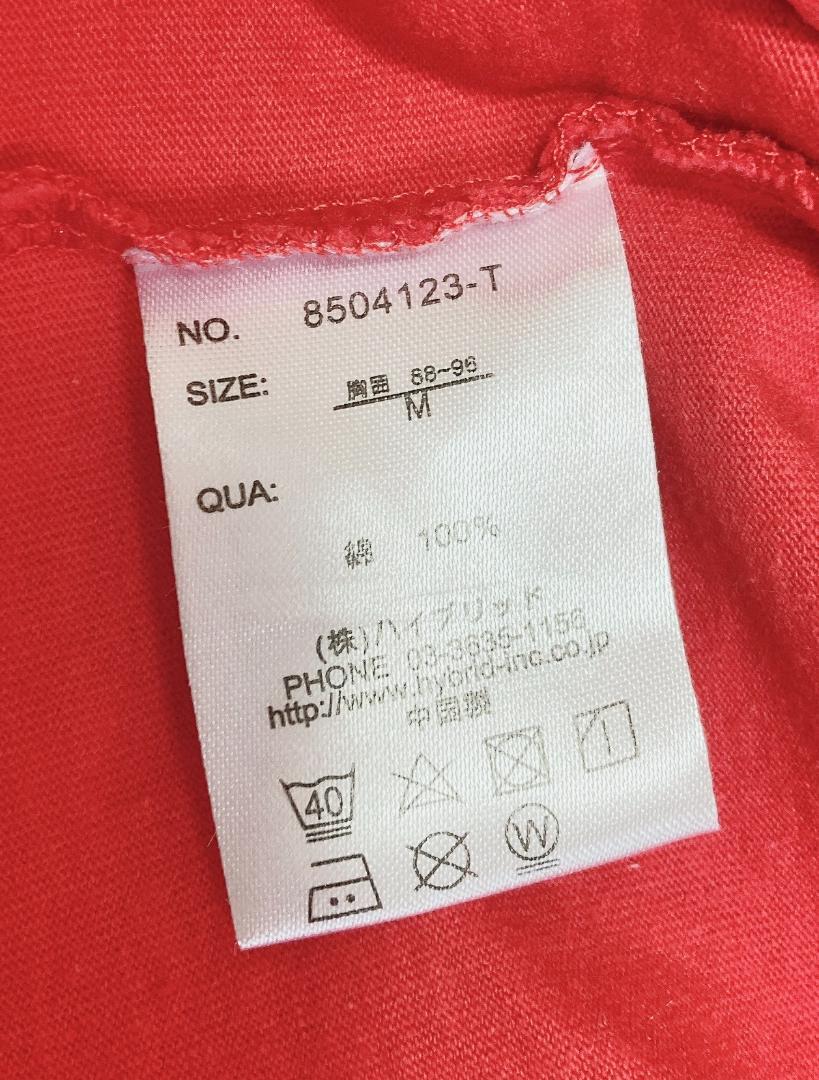 NO. 8504123-T
SIZE: 胸囲 88~96
M
QUA:
綿 100%
(株)ハイブリッド
PHONE 03-3635-1156
http://www.hybrid-inc.co.jp
中国製
40
W